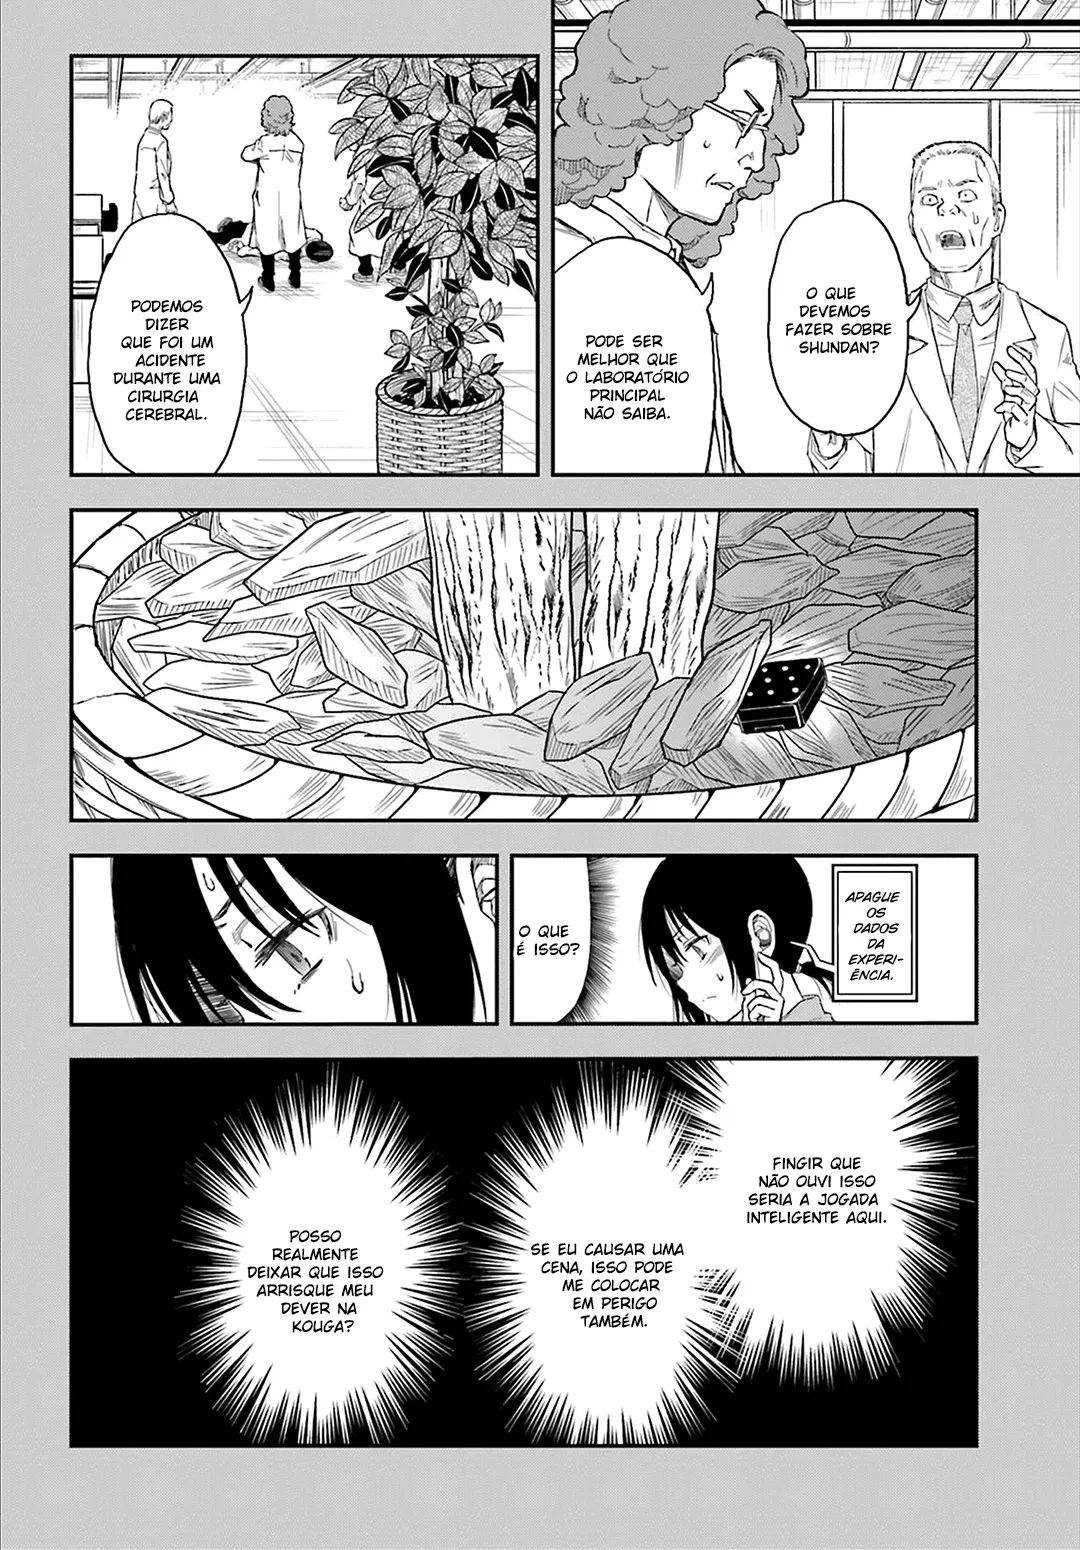 O QUE
DEVEMOS
FAZER SOBRE
SHUNDAN?
PODE SER
MELHOR QUE
O LABORATÓRIO
PRINCIPAL
NÃO SAIBA.
PODEMOS
DIZER
QUE FOI UM
ACIDENTE
DURANTE UMA
CIRURGIA
CEREBRAL.
APAGUE
OS
DADOS
DA
EXPERI-
ÊNCIA.
O QUE
É ISSO?
FINGIR QUE
NÃO OUVI ISSO
SERIA A JOGADA
INTELIGENTE AQUI.
SE EU CAUSAR UMA
CENA, ISSO PODE
ME COLOCAR
EM PERIGO
TAMBÉM.
POSSO
REALMENTE
DEIXAR QUE ISSO
ARRISQUE MEU
DEVER NA
KOUGA?